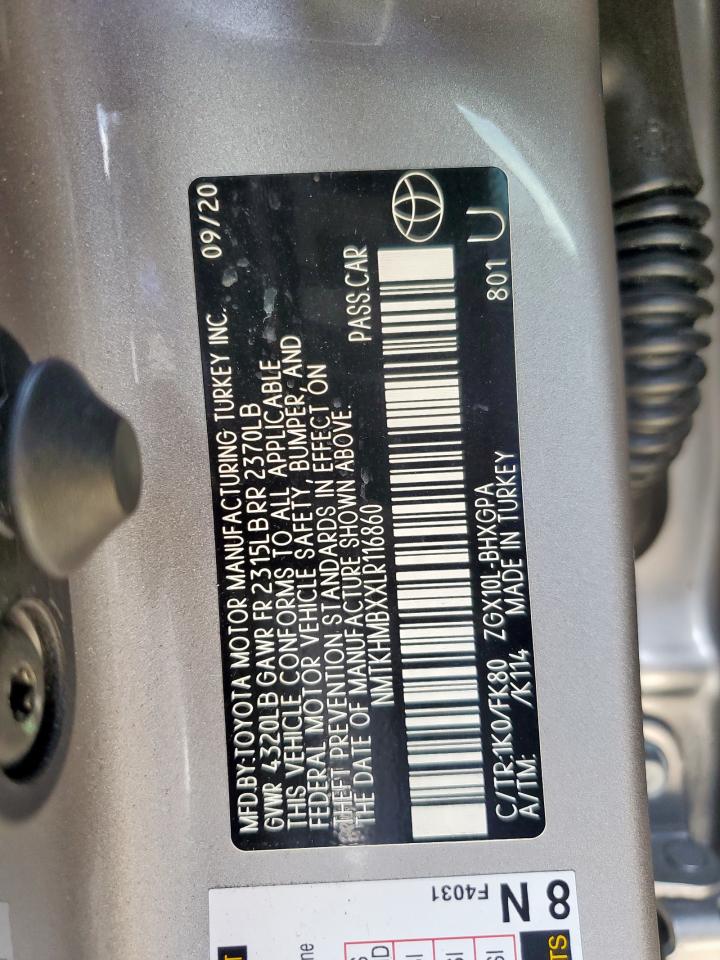 MFD.BY:TOYOTA MOTOR MANUFACTURING TURKEY INC. 09/20
GVWR 4320LB GAWR FR 2315LB RR 2370LB
THIS VEHICLE CONFORMS TO ALL APPLICABLE
FEDERAL MOTOR VEHICLE SAFETY, BUMPER, AND
THEFT PREVENTION STANDARDS IN EFFECT ON
THE DATE OF MANUFACTURE SHOWN ABOVE.
NMTKHMBXXLR116860 PASS.CAR
C/TR:1K0/FK80 ZGX10L-BHXGPA 801 U
A/TM: /K114 MADE IN TURKEY
F4031
8 N